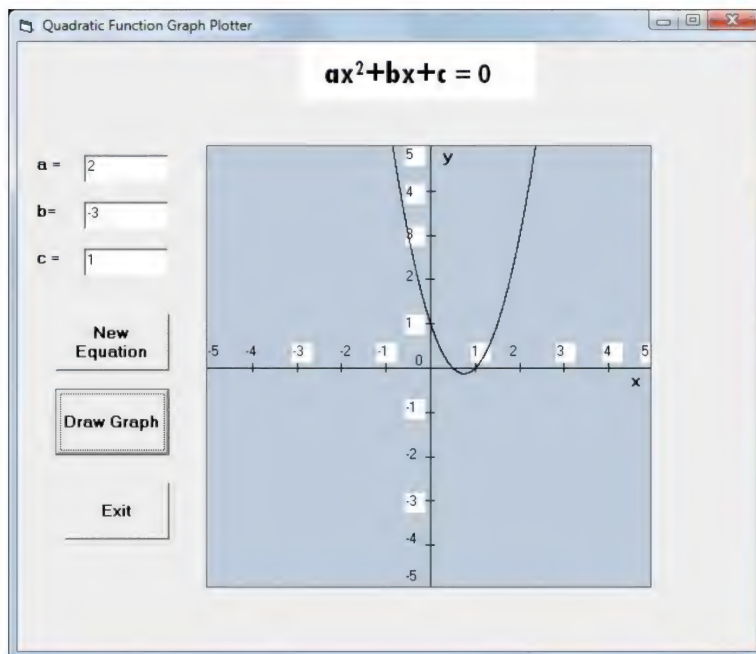 Quadratic Function Graph Plotter
ax²+bx+c = 0
a = 2
b= -3
c = 1
New
Equation
Draw Graph
Exit
5
y
4
3
2
1
-5 -4 -3 -2 -1 0 1 2 3 4 5
x
-1
-2
-3
-4
-5